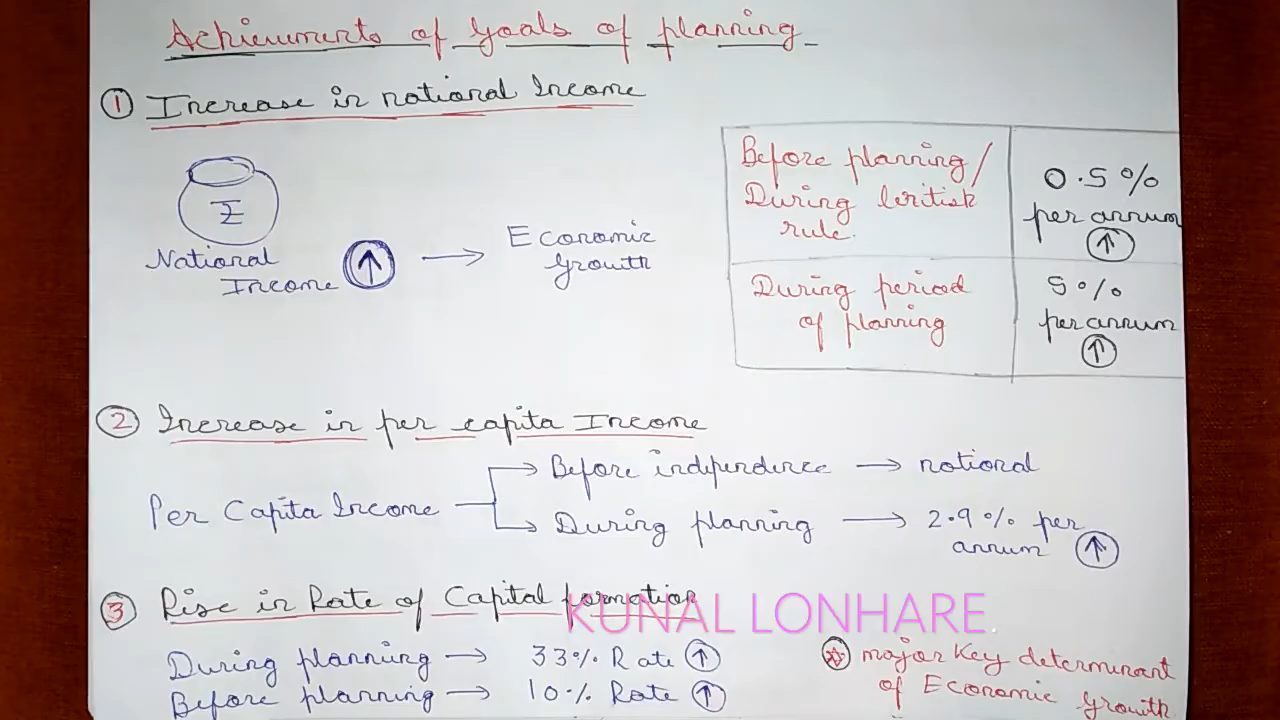 Achievements of Goals of planning
① Increase in national Income
₹
National
Income ↑ → Economic
Growth
Before planning/
During british
rule.
0.5%
per annum
↑
During period
of planning
5%
per annum
↑
② Increase in per capita Income
Per Capita Income
→ Before independence → notional
→ During planning → 2.9% per
annum ↑
③ Rise in Rate of Capital formation
KUNAL LONHARE.
During planning → 33% Rate ↑
Before planning → 10% Rate ↑
major key determinant
of Economic Growth